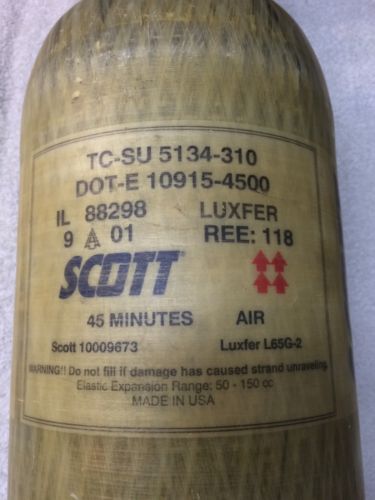 TC-SU 5134-310
DOT-E 10915-4500
IL 88298 LUXFER
9 A 01 REE: 118
SCOTT
45 MINUTES AIR
Scott 10009673 Luxfer L65G-2
WARNING!! Do not fill if damage has caused strand unraveling.
Elastic Expansion Range: 50 - 150 cc
MADE IN USA